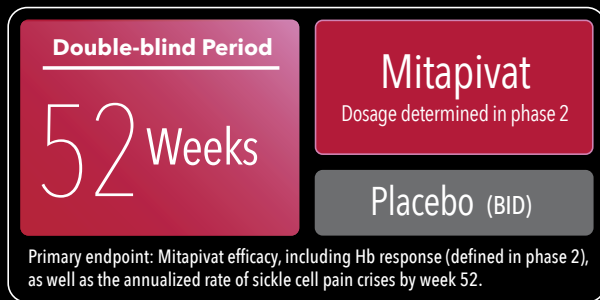 Double-blind Period
52 Weeks
Mitapivat
Dosage determined in phase 2
Placebo (BID)
Primary endpoint: Mitapivat efficacy, including Hb response (defined in phase 2),
as well as the annualized rate of sickle cell pain crises by week 52.